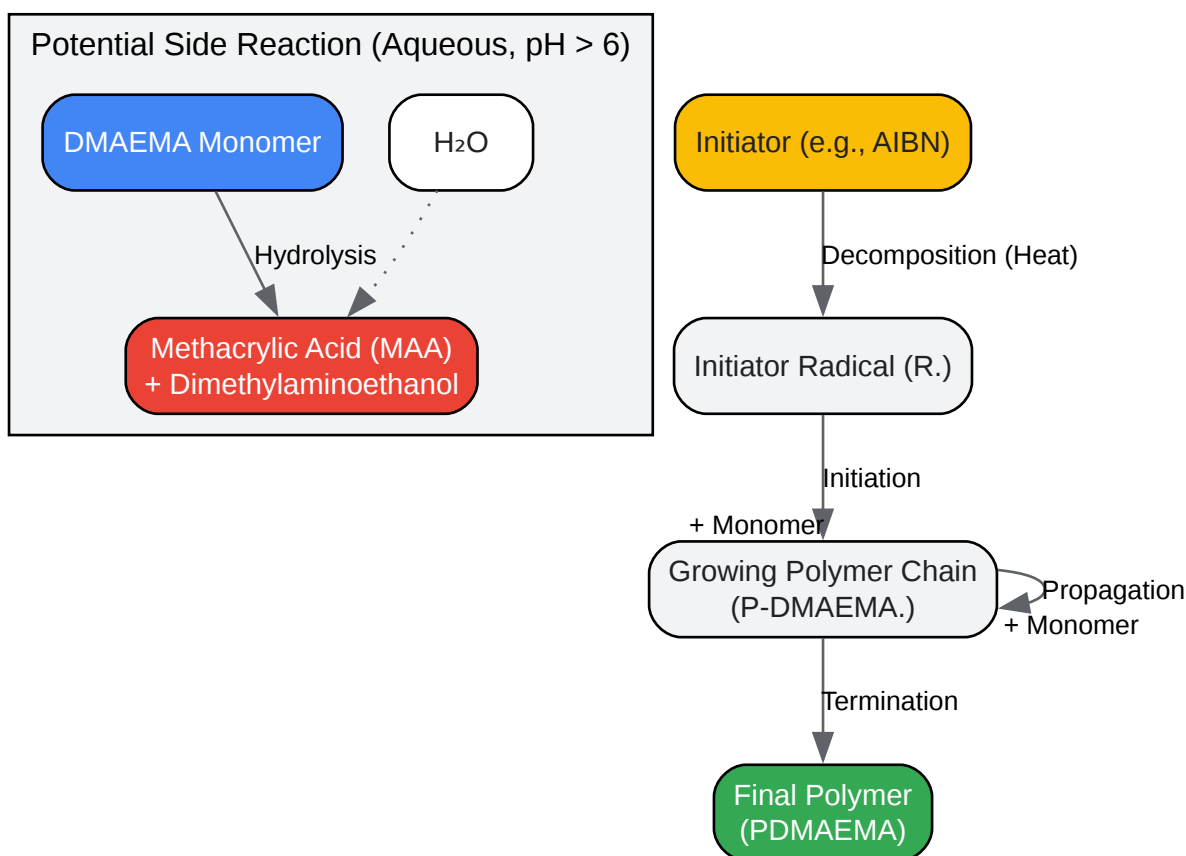 Potential Side Reaction (Aqueous, pH > 6)
DMAEMA Monomer
H₂O
Hydrolysis
Methacrylic Acid (MAA)
+ Dimethylaminoethanol
Initiator (e.g., AIBN)
Decomposition (Heat)
Initiator Radical (R.)
Initiation
+ Monomer
Growing Polymer Chain
(P-DMAEMA.)
Propagation
+ Monomer
Termination
Final Polymer
(PDMAEMA)